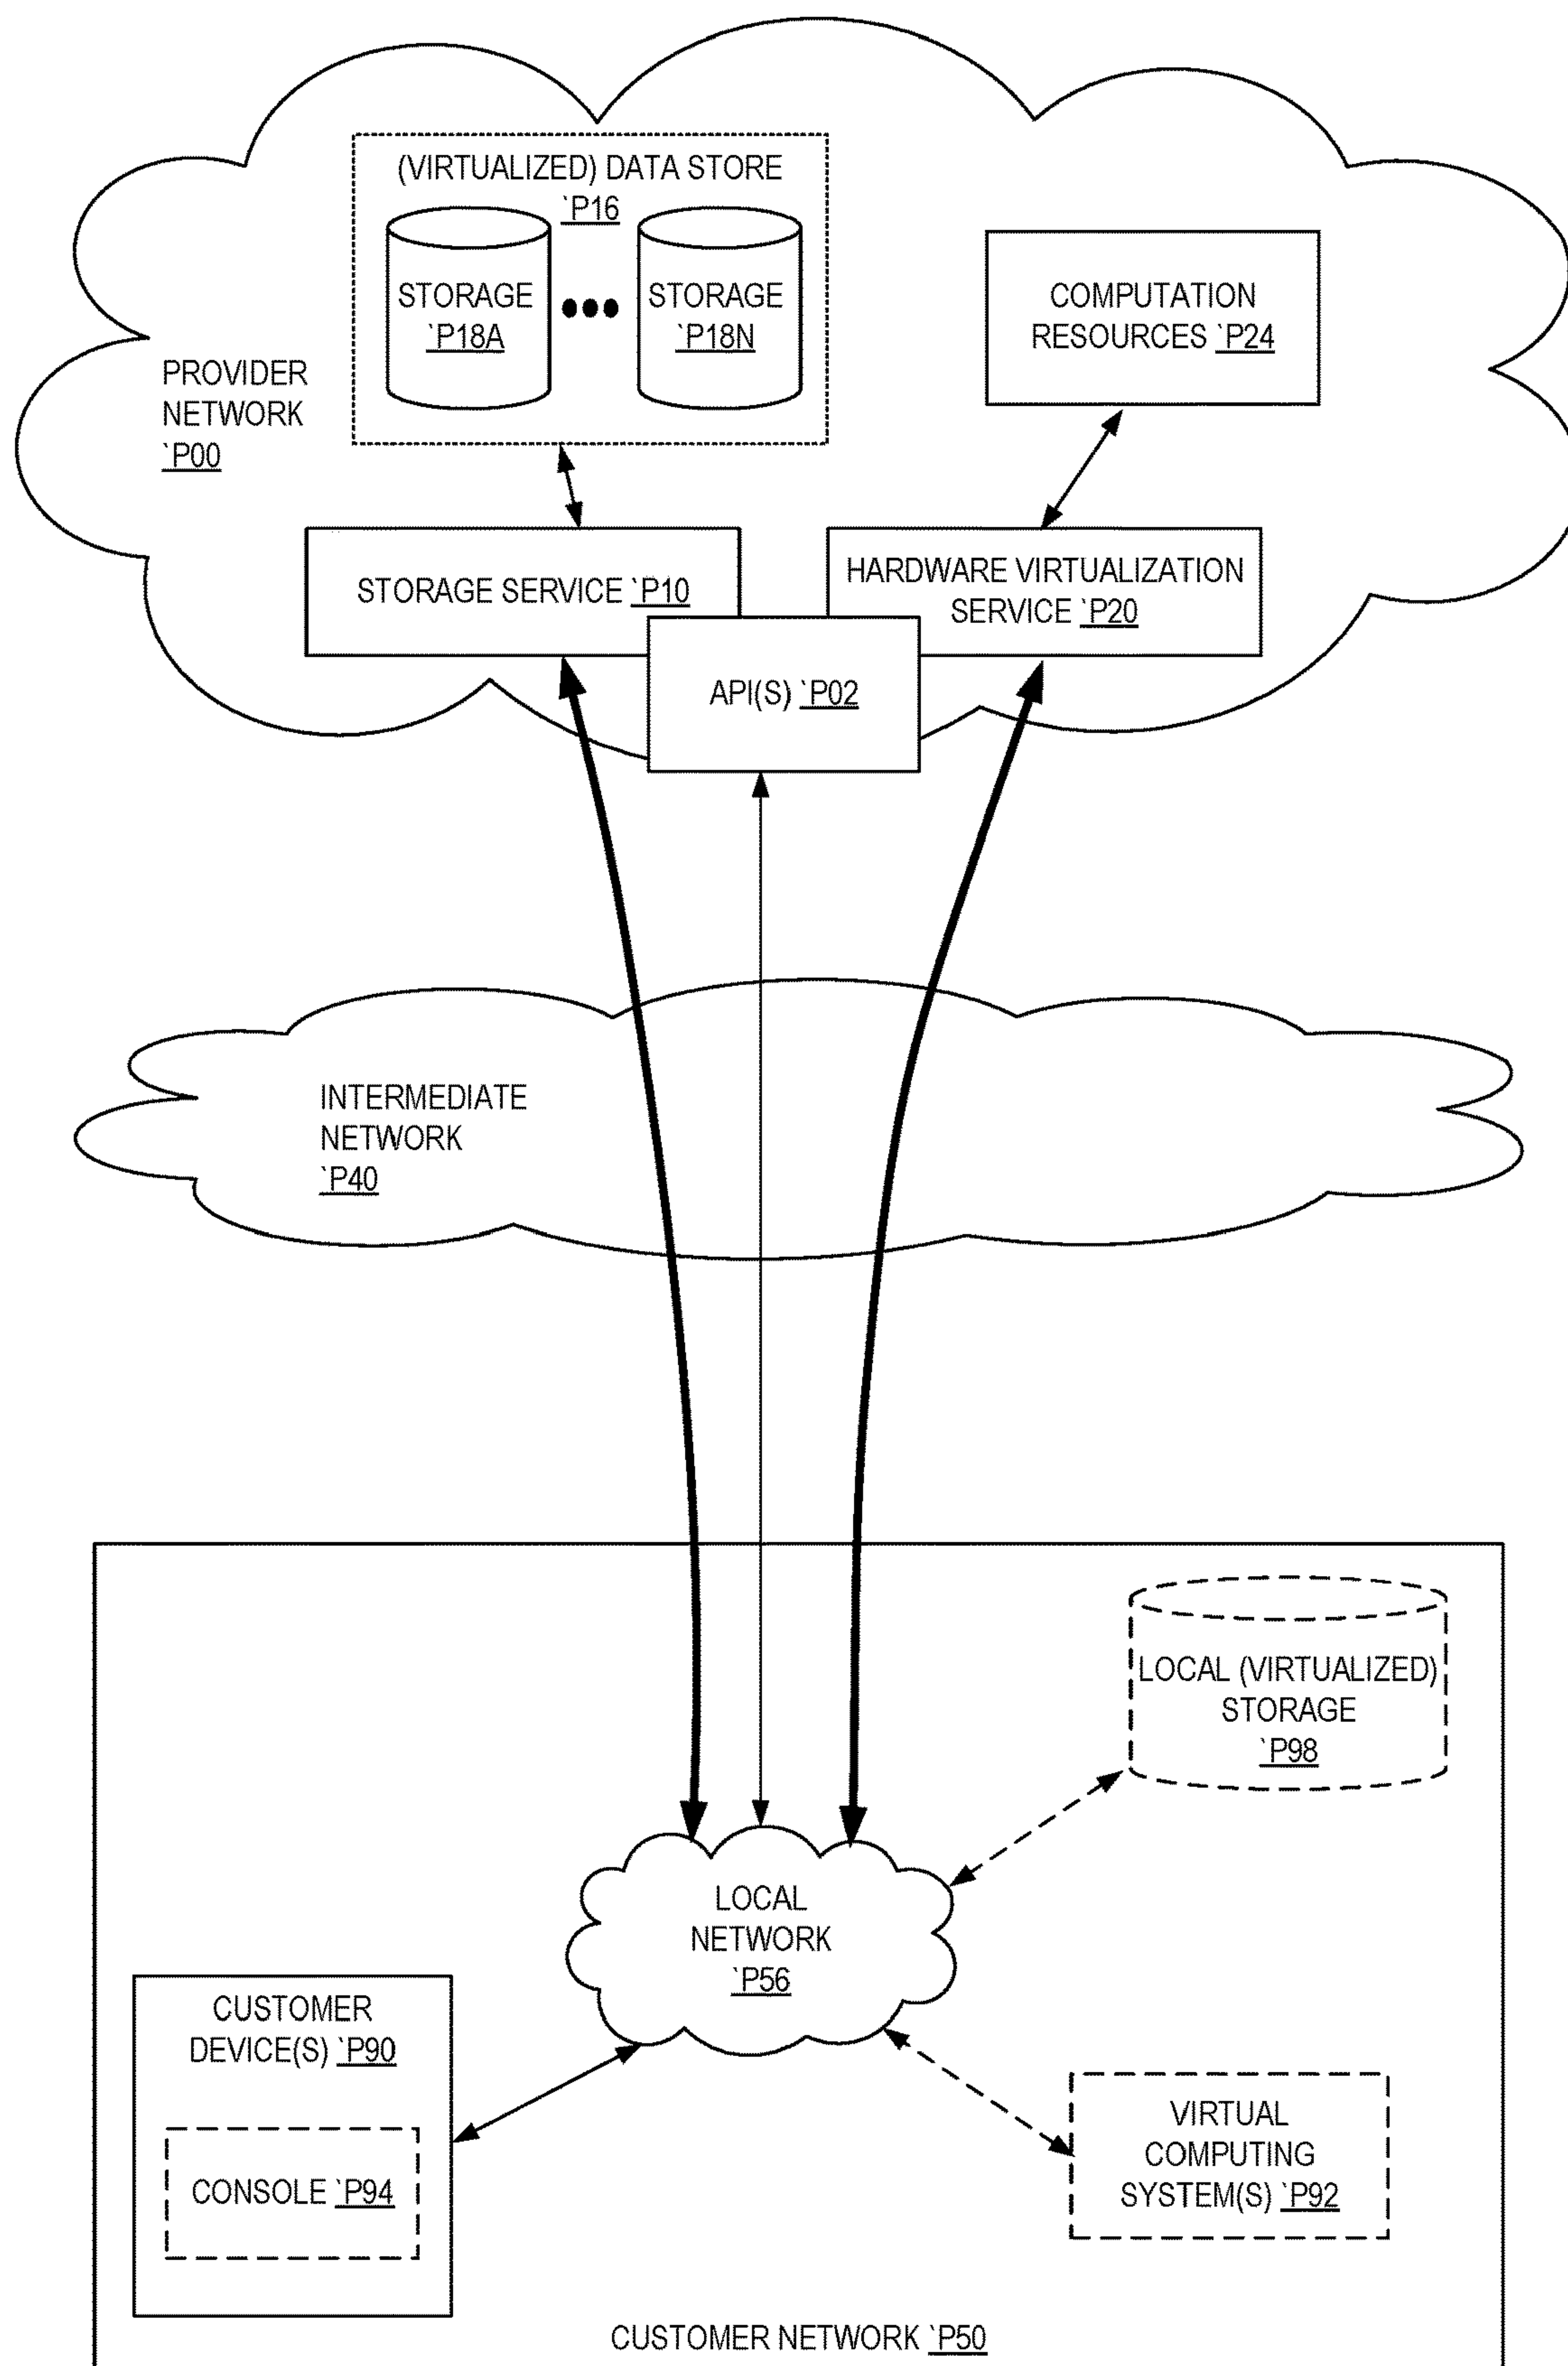 (VIRTUALIZED) DATA STORE
`P16
STORAGE
`P18A
STORAGE
`P18N
COMPUTATION
RESOURCES `P24
PROVIDER
NETWORK
`P00
STORAGE SERVICE `P10
HARDWARE VIRTUALIZATION
SERVICE `P20
API(S) `P02
INTERMEDIATE
NETWORK
`P40
LOCAL (VIRTUALIZED)
STORAGE
`P98
LOCAL
NETWORK
`P56
CUSTOMER
DEVICE(S) `P90
CONSOLE `P94
VIRTUAL
COMPUTING
SYSTEM(S) `P92
CUSTOMER NETWORK `P50